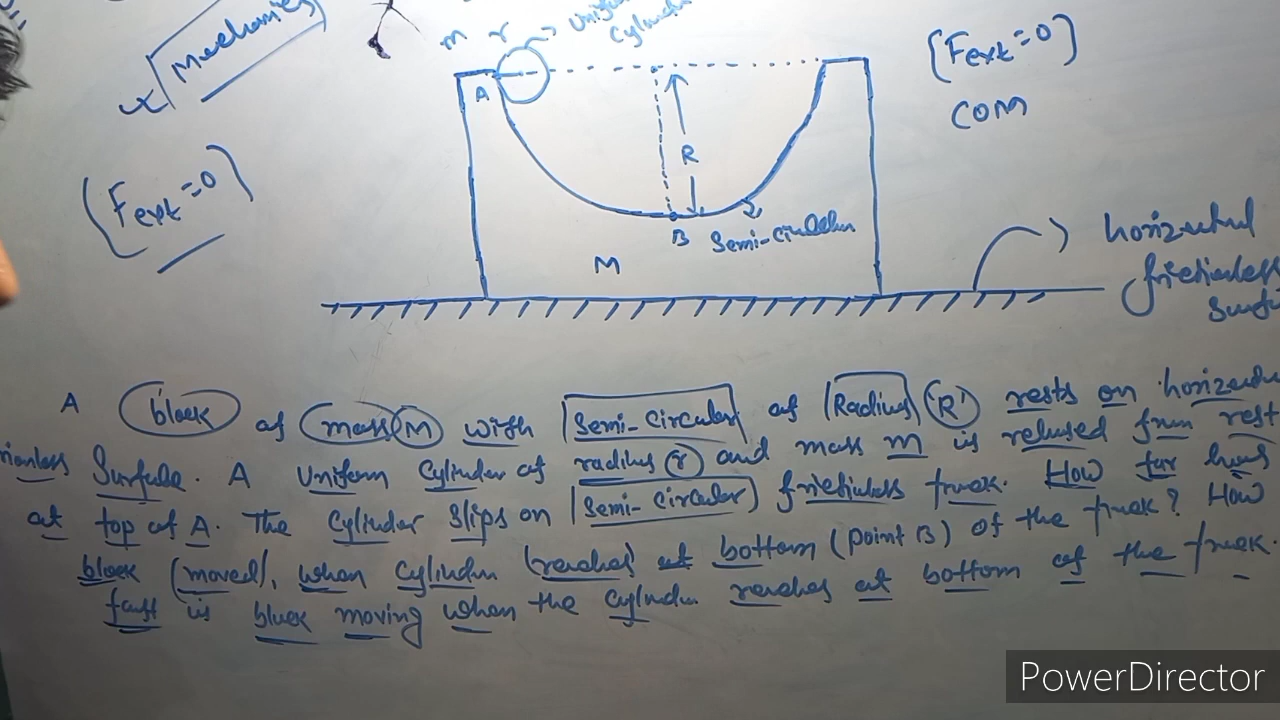 Mechanics
m r
Uniform
Cylinder
A
R
B Semi-Circular
M
(Fext=0)
(Fext=0)
COM
horizontal
frictionless
A block of mass M with Semi-Circular of Radius 'R' rests on horizontal
Surface. A Uniform Cylinder of radius r and mass m is relesed from rest
at top of A. The Cylinder Slips on Semi-Circular frictionless track. How far has
block (moved), when Cylinder (reaches) at bottom (point B) of the track? How
fast is block moving when the Cylinder reaches at bottom of the track.
PowerDirector